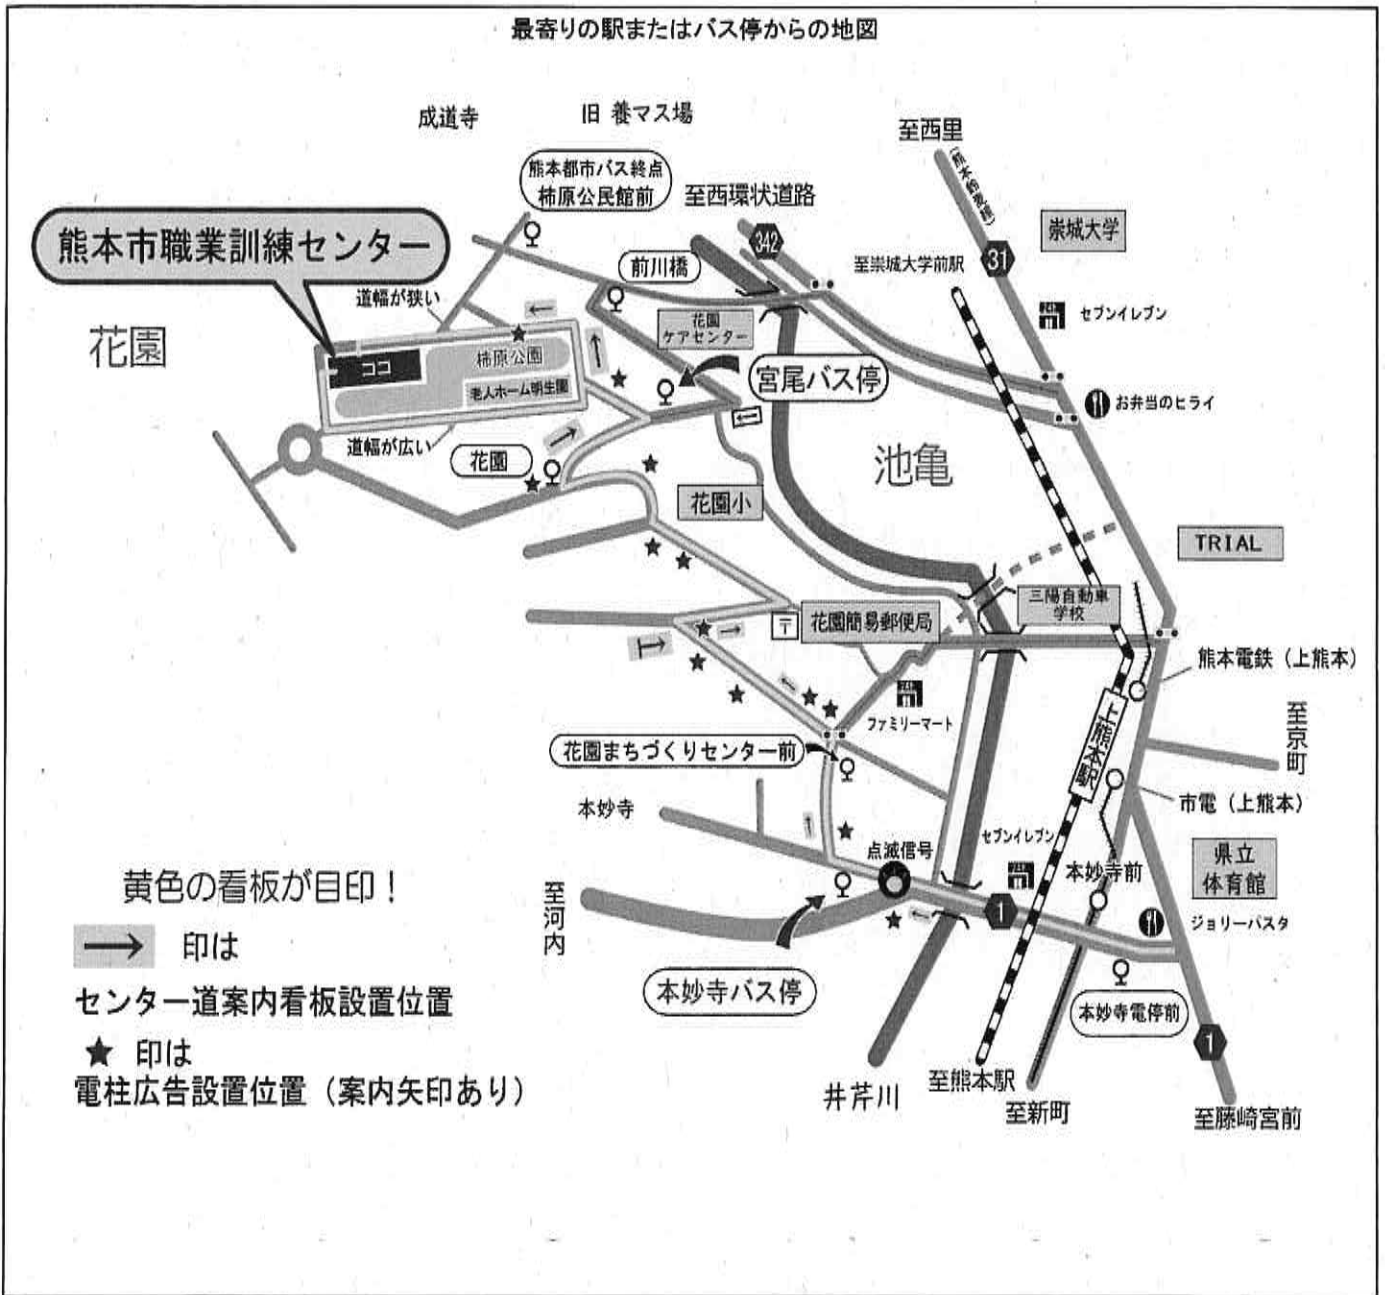 最寄りの駅またはバス停からの地図
成道寺
旧 養マス場
至西里
熊本都市バス終点
柿原公民館前
至西環状道路
342
崇城大学
熊本市職業訓練センター
前川橋
至崇城大学前駅
31
道幅が狭い
セブンイレブン
花園
花園
ケアセンター
ココ
柿原公園
老人ホーム明生園
宮尾バス停
お弁当のヒライ
道幅が広い
花園
池亀
花園小
TRIAL
三陽自動車
学校
〒
花園簡易郵便局
熊本電鉄(上熊本)
ファミリーマート
至京町
上熊本駅
花園まちづくりセンター前
市電(上熊本)
本妙寺
セブンイレブン
点滅信号
本妙寺前
県立
体育館
黄色の看板が目印!
至河内
1
ジョリーパスタ
→ 印は
センター道案内看板設置位置
本妙寺バス停
本妙寺電停前
★ 印は
1
電柱広告設置位置(案内矢印あり)
井芹川
至熊本駅
至新町
至藤崎宮前